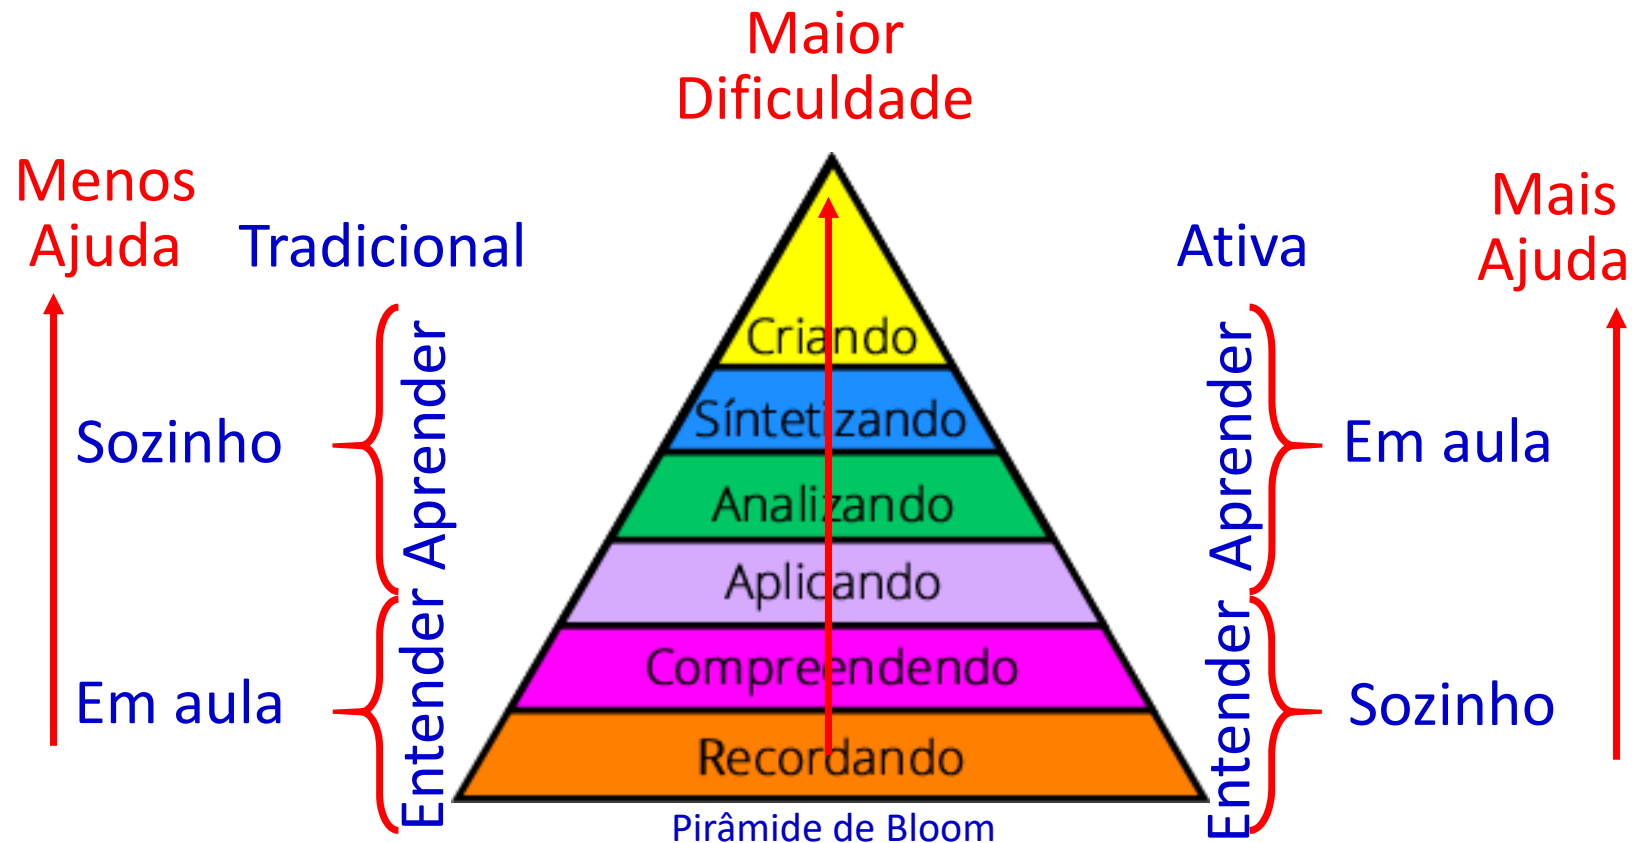 Maior
Dificuldade
Menos
Ajuda
Tradicional
Ativa
Mais
Ajuda
Sozinho
Aprender
Em aula
Entender
Criando
Síntetizando
Analizando
Aplicando
Compreendendo
Recordando
Aprender
Em aula
Entender
Sozinho
Pirâmide de Bloom